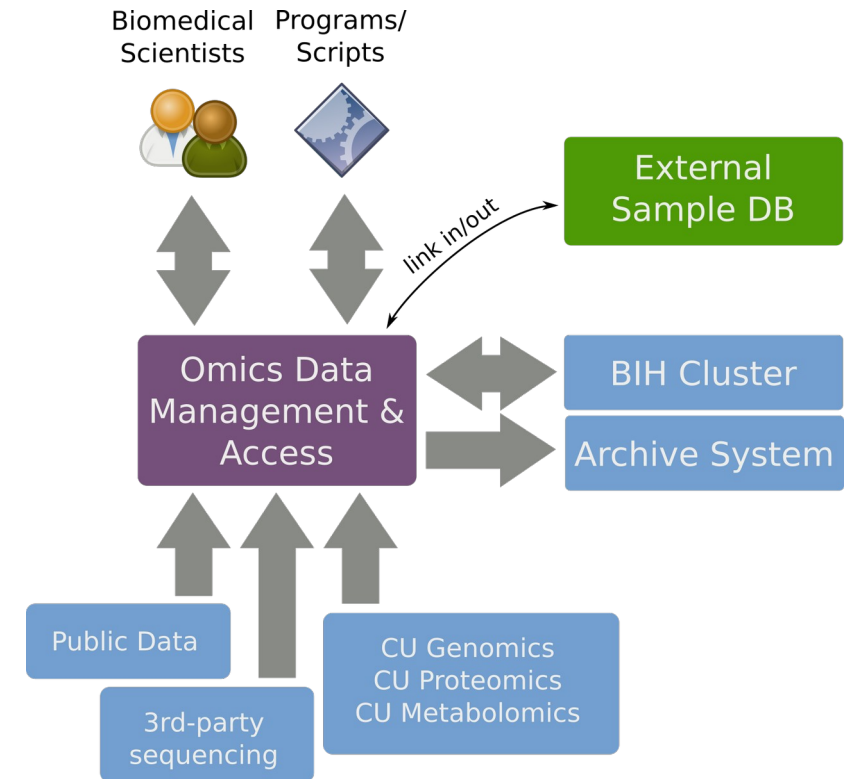 Biomedical
Scientists
Programs/
Scripts
External
Sample DB
link in/out
Omics Data
Management &
Access
BIH Cluster
Archive System
Public Data
CU Genomics
CU Proteomics
CU Metabolomics
3rd-party
sequencing